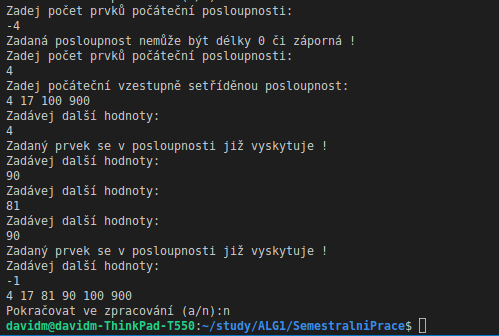 Zadej počet prvků počáteční posloupnosti:
-4
Zadaná posloupnost nemůže být délky 0 či záporná !
Zadej počet prvků počáteční posloupnosti:
4
Zadej počáteční vzestupně setříděnou posloupnost:
4 17 100 900
Zadávej další hodnoty:
4
Zadaný prvek se v posloupnosti již vyskytuje !
Zadávej další hodnoty:
90
Zadávej další hodnoty:
81
Zadávej další hodnoty:
90
Zadaný prvek se v posloupnosti již vyskytuje !
Zadávej další hodnoty:
-1
4 17 81 90 100 900
Pokračovat ve zpracování (a/n):n
davidm@davidm-ThinkPad-T550:~/study/ALG1/SemestralniPrace$